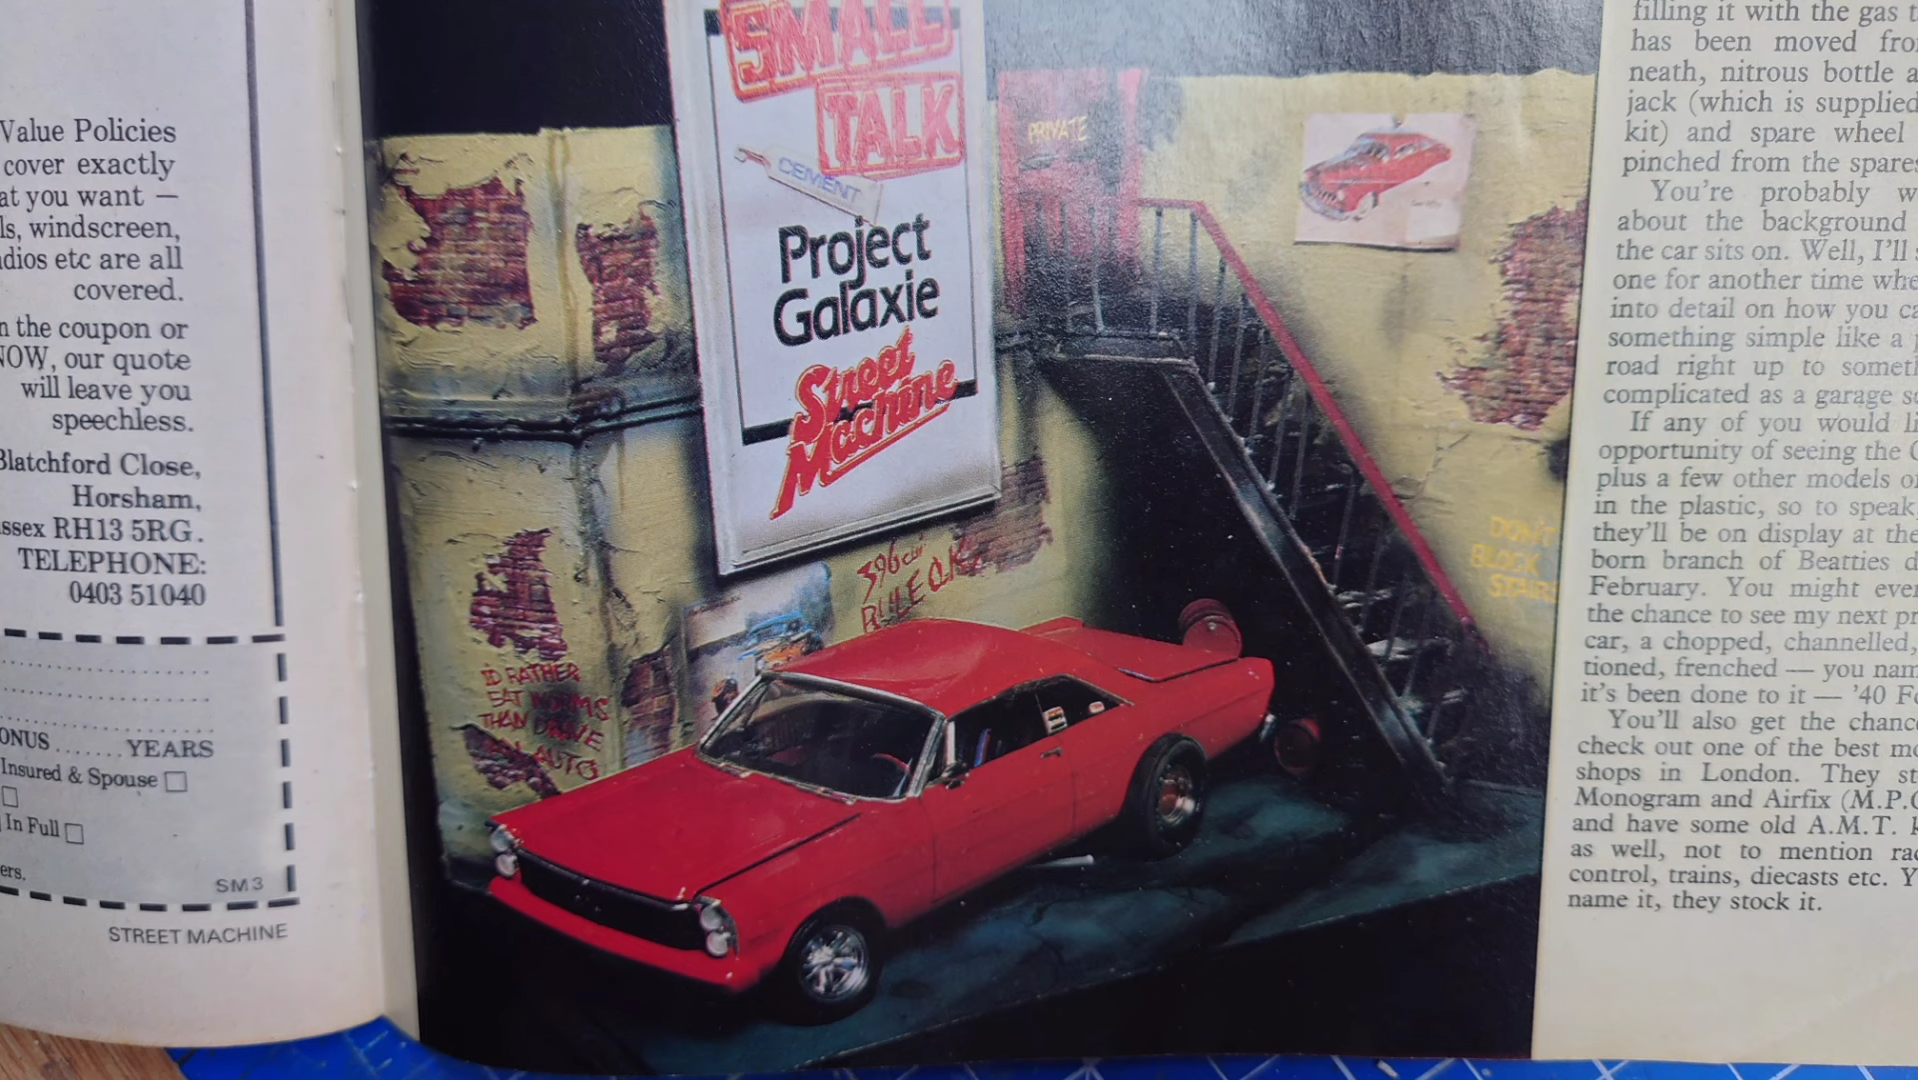 Value Policies
cover exactly
at you want —
ls, windscreen,
dios etc are all
covered.
n the coupon or
NOW, our quote
will leave you
speechless.
Blatchford Close,
Horsham,
ssex RH13 5RG.
TELEPHONE:
0403 51040
ONUS ....... YEARS
Insured & Spouse
In Full
ers.
SM3
STREET MACHINE
SMALL
TALK
CEMENT
Project
Galaxie
Street
Machine
PRIVATE
396 cui
RULE O.K.
I'D RATHER
EAT WORMS
THAN DRIVE
AN AUTO
DON'T
BLOCK
STAIRS
filling it with the gas t
has been moved fro
neath, nitrous bottle a
jack (which is supplied
kit) and spare wheel
pinched from the spares
You're probably w
about the background
the car sits on. Well, I'll s
one for another time whe
into detail on how you ca
something simple like a p
road right up to someth
complicated as a garage sc
If any of you would li
opportunity of seeing the G
plus a few other models or
in the plastic, so to speak,
they'll be on display at the
born branch of Beatties d
February. You might ever
the chance to see my next pr
car, a chopped, channelled,
tioned, frenched — you nam
it's been done to it — '40 Fo
You'll also get the chance
check out one of the best mo
shops in London. They st
Monogram and Airfix (M.P.C
and have some old A.M.T. k
as well, not to mention rad
control, trains, diecasts etc. Y
name it, they stock it.